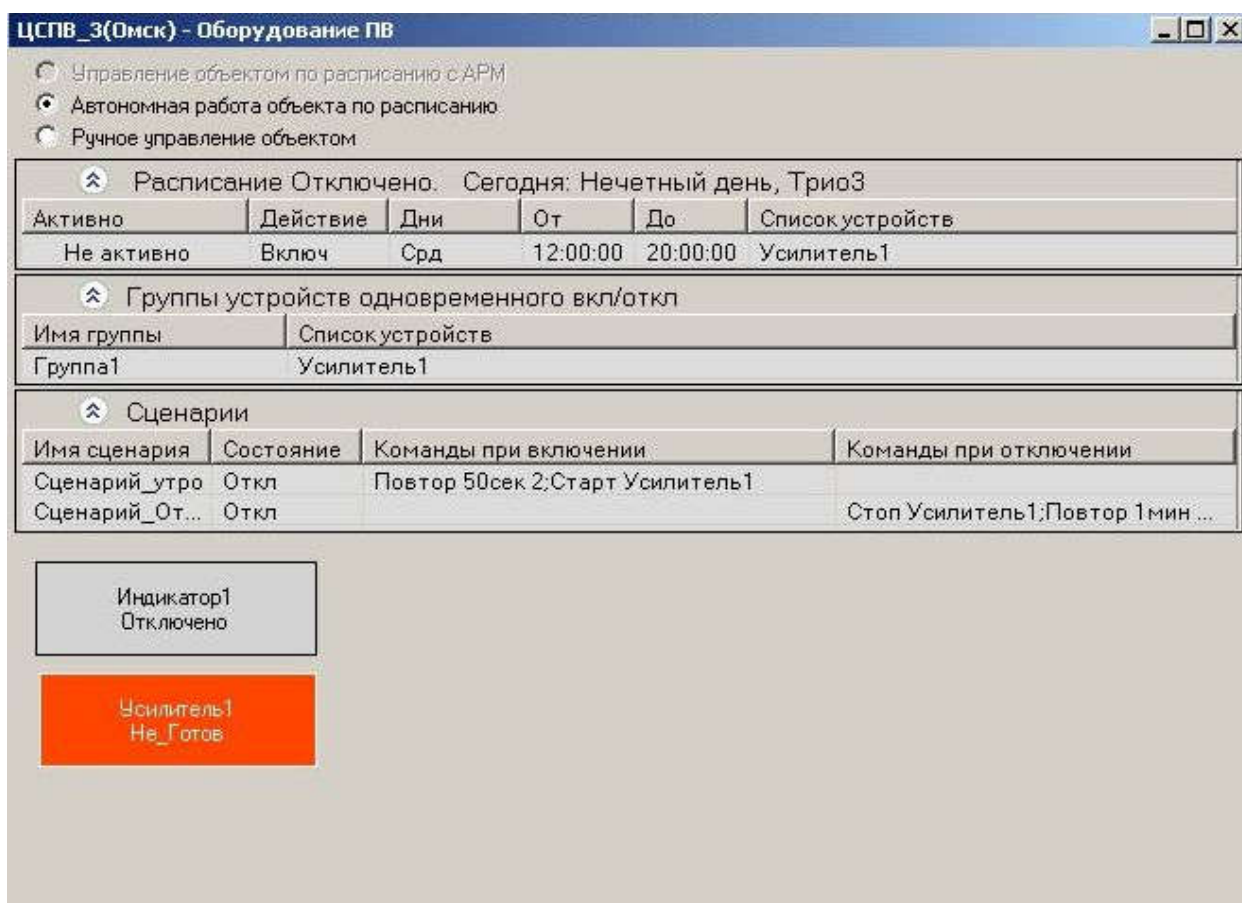 ЦСПВ_3(Омск) - Оборудование ПВ
Управление объектом по расписанию с АРМ
Автономная работа объекта по расписанию
Ручное управление объектом
Расписание Отключено. Сегодня: Нечетный день, Трио3
Активно Действие Дни От До Список устройств
Не активно Включ Срд 12:00:00 20:00:00 Усилитель1
Группы устройств одновременного вкл/откл
Имя группы Список устройств
Группа1 Усилитель1
Сценарии
Имя сценария Состояние Команды при включении Команды при отключении
Сценарий_утро Откл Повтор 50сек 2;Старт Усилитель1
Сценарий_От... Откл Стоп Усилитель1;Повтор 1мин ...
Индикатор1
Отключено
Усилитель1
Не_Готов